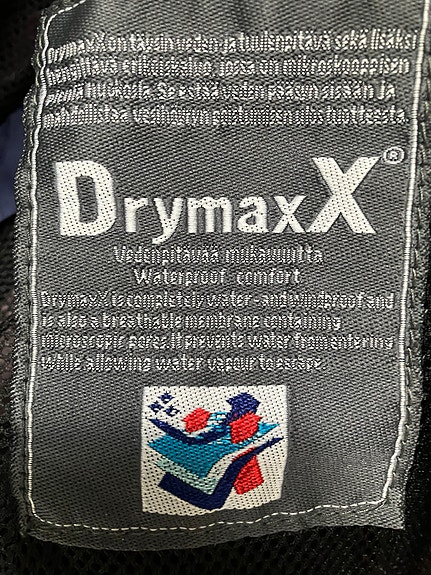 DrymaxX on täysin veden- ja tuulenpitävä sekä lisäksi
hengittävä erikoiskalvo, jossa on mikroskooppisen
pieniä huokosia. Se estää veden pääsyn sisään ja
mahdollistaa vesihöyryn poistumisen ulos tuotteesta.
DrymaxX®
Vedenpitävää mukavuutta
Waterproof comfort
DrymaxX is completely water- and windproof and
is also a breathable membrane containing
microscopic pores. It prevents water from entering
while allowing water vapour to escape.